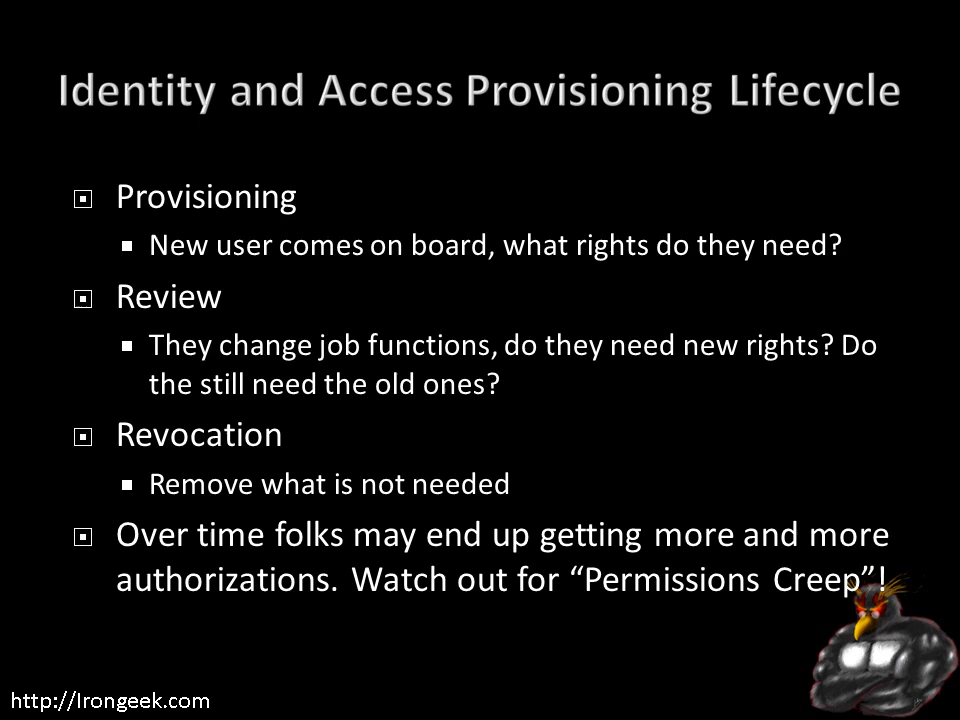 Identity and Access Provisioning Lifecycle
Provisioning
New user comes on board, what rights do they need?
Review
They change job functions, do they need new rights? Do
the still need the old ones?
Revocation
Remove what is not needed
Over time folks may end up getting more and more
authorizations. Watch out for “Permissions Creep”!
http://Irongeek.com